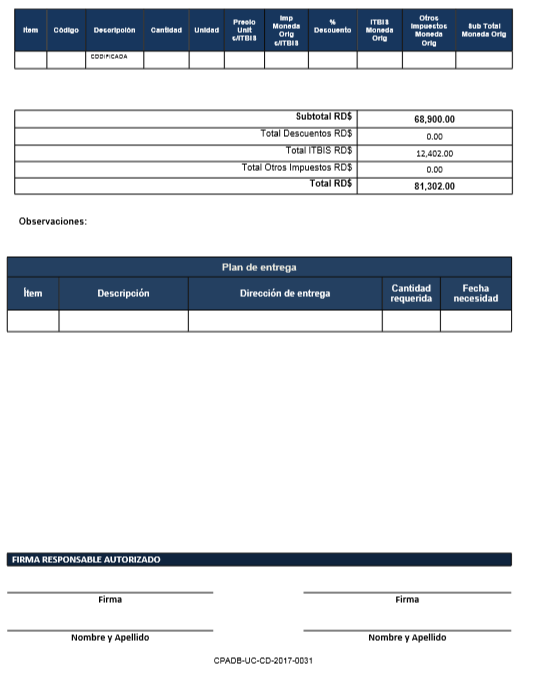 Item Código Descripción Cantidad Unidad Precio Unit c/ITBIS Imp Moneda Orig c/ITBIS % Descuento ITBIS Moneda Orig Otros Impuestos Moneda Orig Sub Total Moneda Orig
CODIFICADA
Subtotal RD$ 68,900.00
Total Descuentos RD$ 0.00
Total ITBIS RD$ 12,402.00
Total Otros Impuestos RD$ 0.00
Total RD$ 81,302.00
Observaciones:
Plan de entrega
Ítem Descripción Dirección de entrega Cantidad requerida Fecha necesidad
FIRMA RESPONSABLE AUTORIZADO
Firma Firma
Nombre y Apellido Nombre y Apellido
CPADB-UC-CD-2017-0031